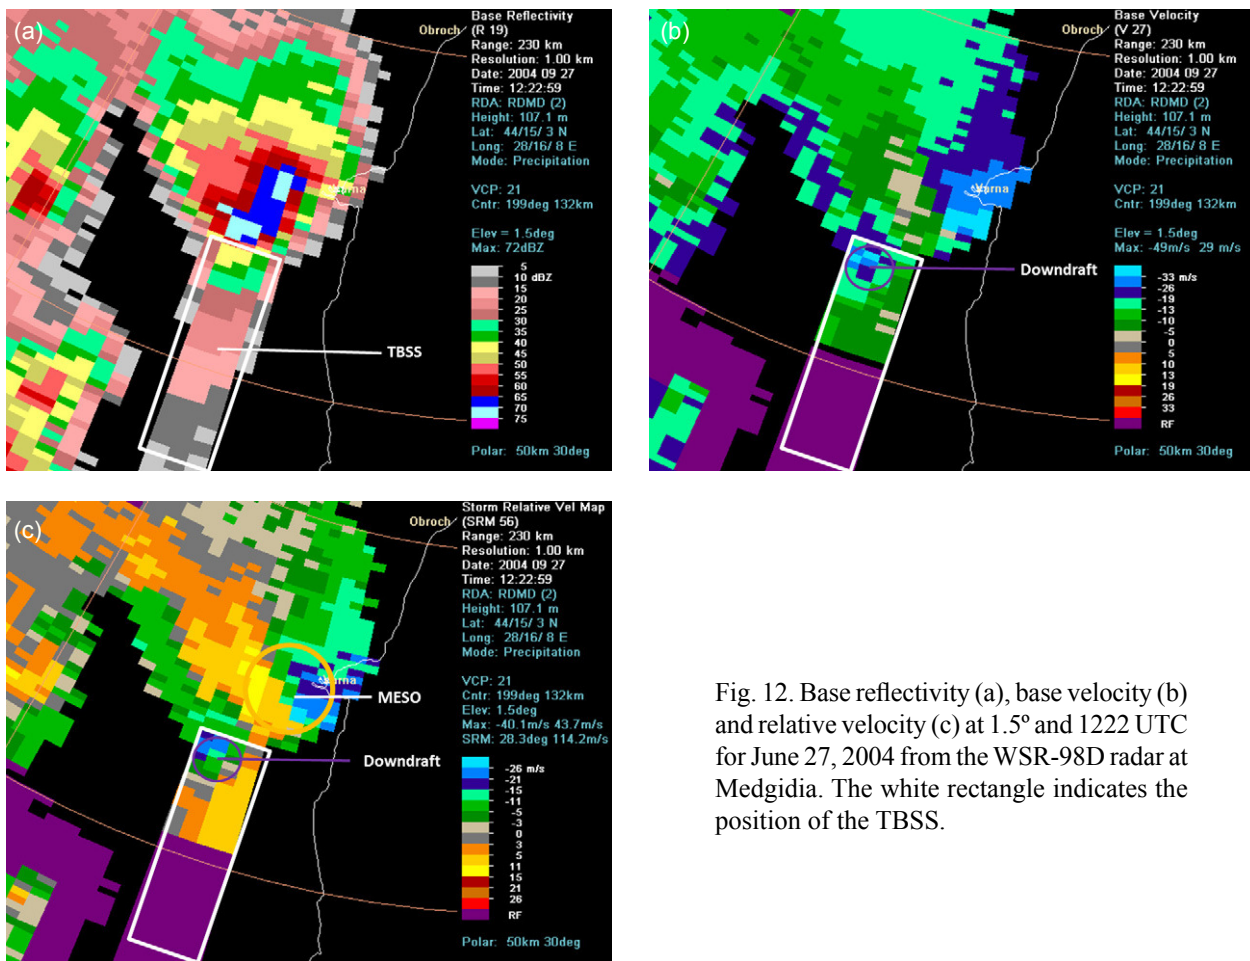 (a)
Obroch
Base Reflectivity
(R 19)
Range: 230 km
Resolution: 1.00 km
Date: 2004 09 27
Time: 12:22:59
RDA: RDMD (2)
Height: 107.1 m
Lat: 44/15/ 3 N
Long: 28/16/ 8 E
Mode: Precipitation
VCP: 21
Cntr: 199deg 132km
Elev = 1.5deg
Max: 72dBZ
Varna
5
10 dBZ
15
20
25
30
35
40
45
50
55
60
65
70
75
TBSS
Polar: 50km 30deg
(b)
Obroch
Base Velocity
(V 27)
Range: 230 km
Resolution: 1.00 km
Date: 2004 09 27
Time: 12:22:59
RDA: RDMD (2)
Height: 107.1 m
Lat: 44/15/ 3 N
Long: 28/16/ 8 E
Mode: Precipitation
VCP: 21
Cntr: 199deg 132km
Elev = 1.5deg
Max: -49m/s 29 m/s
Varna
Downdraft
-33 m/s
-26
-19
-13
-10
-5
0
5
10
13
19
26
33
RF
Polar: 50km 30deg
(c)
Obroch
Storm Relative Vel Map
(SRM 56)
Range: 230 km
Resolution: 1.00 km
Date: 2004 09 27
Time: 12:22:59
RDA: RDMD (2)
Height: 107.1 m
Lat: 44/15/ 3 N
Long: 28/16/ 8 E
Mode: Precipitation
VCP: 21
Cntr: 199deg 132km
Elev: 1.5deg
Max: -40.1m/s 43.7m/s
SRM: 28.3deg 114.2m/s
Varna
MESO
Downdraft
-26 m/s
-21
-15
-11
-5
-3
0
3
5
11
15
21
26
RF
Polar: 50km 30deg
Fig. 12. Base reflectivity (a), base velocity (b)
and relative velocity (c) at 1.5º and 1222 UTC
for June 27, 2004 from the WSR-98D radar at
Medgidia. The white rectangle indicates the
position of the TBSS.